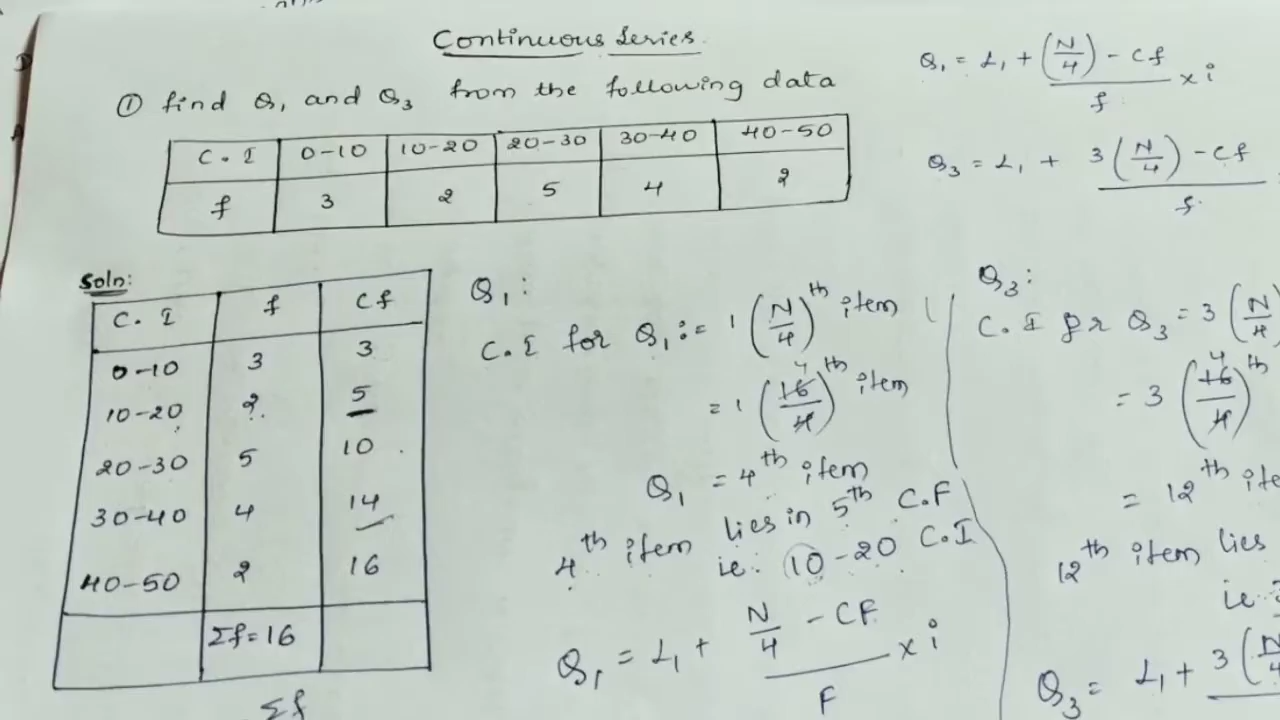 Continuous Series
① find Q₁ and Q₃ from the following data
C.I 0-10 10-20 20-30 30-40 40-50
f 3 2 5 4 2
Q₁ = L₁ + (N/4) - Cf / f × i
Q₃ = L₁ + 3(N/4) - Cf / f
Soln:
C.I f Cf
0-10 3 3
10-20 2 5
20-30 5 10
30-40 4 14
40-50 2 16
Σf=16
Σf
Q₁:
C.I for Q₁:= 1(N/4)th item
= 1(16/4)th item
4
Q₁ = 4th item
4th item lies in 5th C.F
ie: 10-20 C.I
Q₁ = L₁ + N/4 - CF / F × i
Q₃:
C.I for Q₃ = 3(N/4)
= 3(16/4)th
4
= 12th
12th item lies
ie
Q₃ = L₁ + 3(N